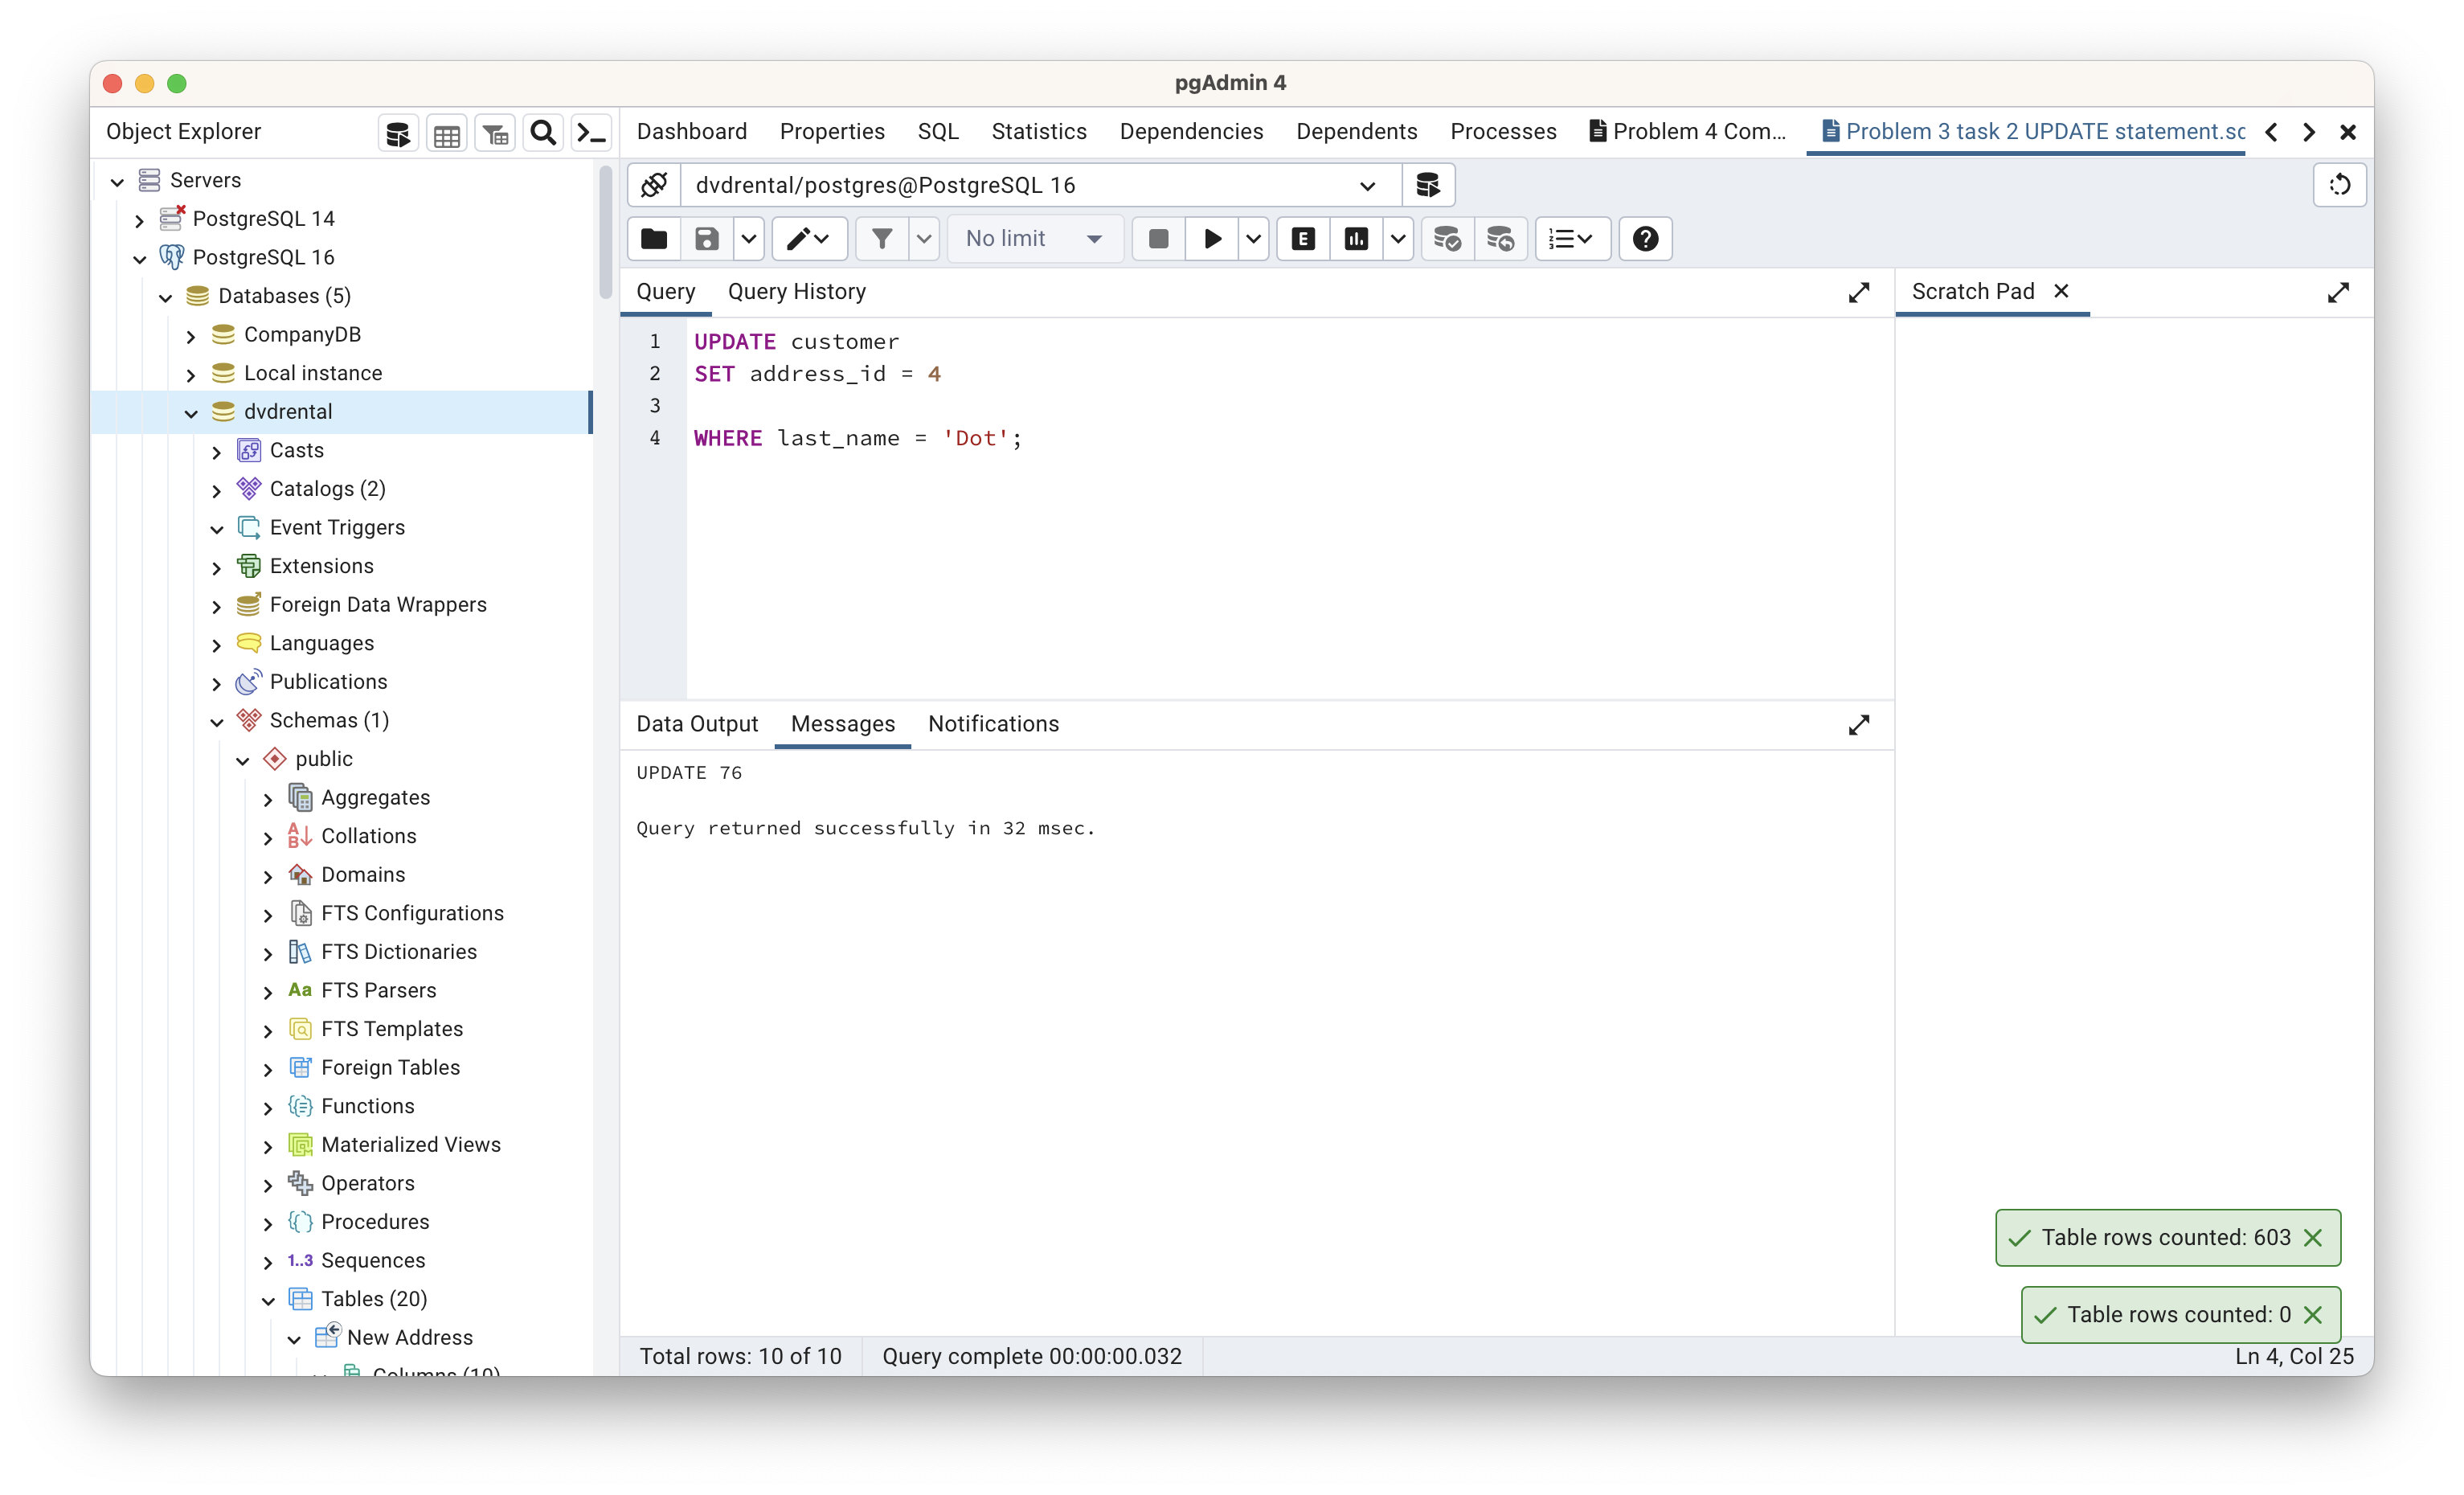 pgAdmin 4
Object Explorer
Dashboard Properties SQL Statistics Dependencies Dependents Processes Problem 4 Com... Problem 3 task 2 UPDATE statement.sc
Servers
PostgreSQL 14
PostgreSQL 16
Databases (5)
CompanyDB
Local instance
dvdrental
Casts
Catalogs (2)
Event Triggers
Extensions
Foreign Data Wrappers
Languages
Publications
Schemas (1)
public
Aggregates
Collations
Domains
FTS Configurations
FTS Dictionaries
Aa FTS Parsers
FTS Templates
Foreign Tables
Functions
Materialized Views
Operators
Procedures
1..3 Sequences
Tables (20)
New Address
Columns (10)
dvdrental/postgres@PostgreSQL 16
No limit
E
Query Query History
1 UPDATE customer
2 SET address_id = 4
3
4 WHERE last_name = 'Dot';
Scratch Pad
Data Output Messages Notifications
UPDATE 76
Query returned successfully in 32 msec.
Table rows counted: 603
Table rows counted: 0
Total rows: 10 of 10 Query complete 00:00:00.032 Ln 4, Col 25